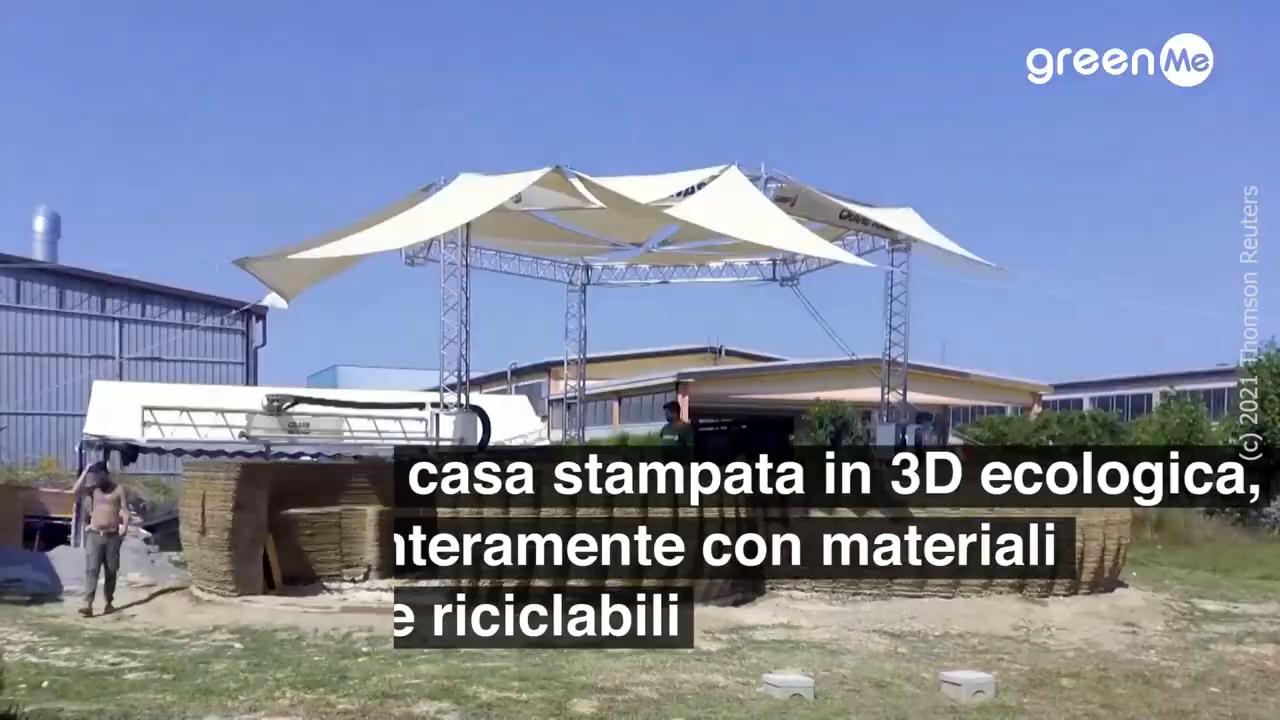 greenMe
(c) 2021 Thomson Reuters
casa stampata in 3D ecologica,
nteramente con materiali
e riciclabili